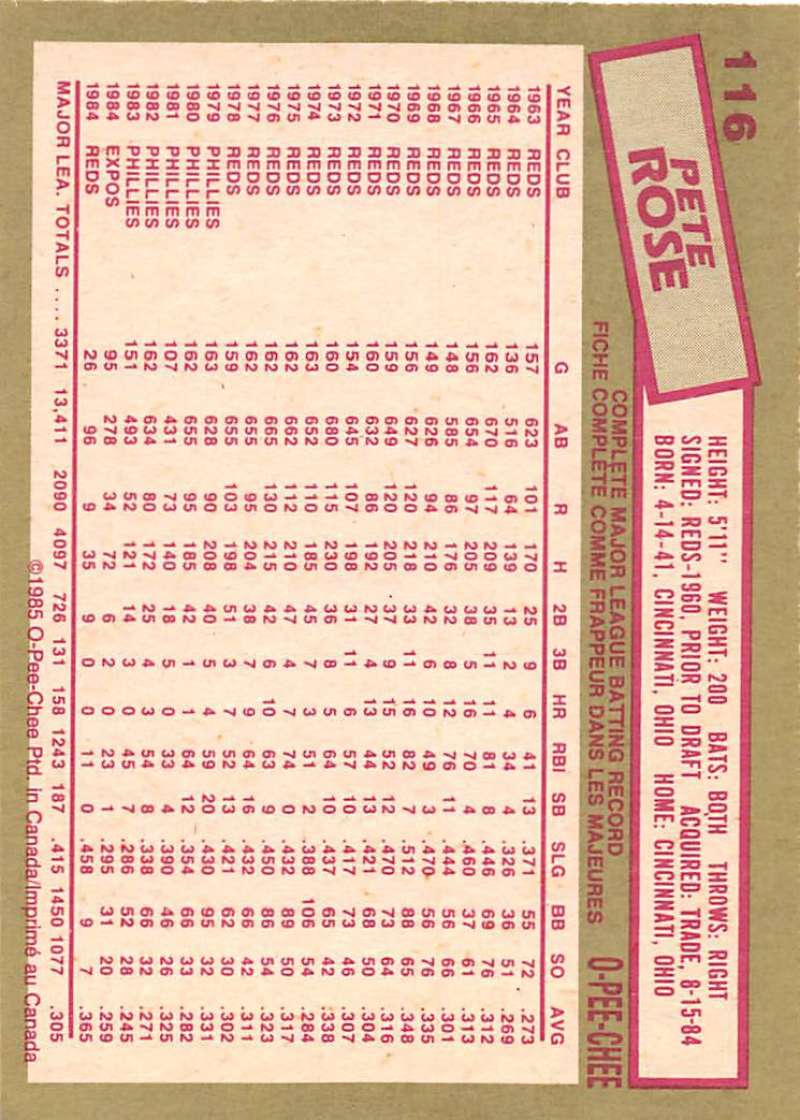 116
PETE
ROSE
HEIGHT: 5'11" WEIGHT: 200 BATS: BOTH THROWS: RIGHT
SIGNED: REDS-1960, PRIOR TO DRAFT ACQUIRED: TRADE, 8-15-84
BORN: 4-14-41, CINCINNATI, OHIO HOME: CINCINNATI, OHIO
COMPLETE MAJOR LEAGUE BATTING RECORD
FICHE COMPLETE COMME FRAPPEUR DANS LES MAJEURES
O-PEE-CHEE
YEAR CLUB G AB R H 2B 3B HR RBI SB SLG BB SO AVG
1963 REDS 157 623 101 170 25 9 6 41 13 .371 55 72 .273
1964 REDS 136 516 64 139 13 2 4 34 4 .326 36 51 .269
1965 REDS 162 670 117 209 35 11 11 81 8 .446 69 76 .312
1966 REDS 156 654 97 205 38 5 16 70 4 .460 37 61 .313
1967 REDS 148 585 86 176 32 8 12 76 11 .444 56 66 .301
1968 REDS 149 626 94 210 42 6 10 49 3 .470 56 76 .335
1969 REDS 156 627 120 218 33 11 16 82 7 .512 88 65 .348
1970 REDS 159 649 120 205 37 9 15 52 12 .470 73 64 .316
1971 REDS 160 632 86 192 27 4 13 44 13 .421 68 50 .304
1972 REDS 154 645 107 198 31 11 6 57 10 .417 73 46 .307
1973 REDS 160 680 115 230 36 8 5 64 10 .437 65 42 .338
1974 REDS 163 652 110 185 45 7 3 51 2 .388 106 54 .284
1975 REDS 162 662 112 210 47 4 7 74 0 .432 89 50 .317
1976 REDS 162 665 130 215 42 6 10 63 9 .450 86 54 .323
1977 REDS 162 655 95 204 38 7 9 64 16 .432 66 42 .311
1978 REDS 159 655 103 198 51 3 7 52 13 .421 62 30 .302
1979 PHILLIES 163 628 90 208 40 5 4 59 20 .430 95 32 .331
1980 PHILLIES 162 655 95 185 42 1 1 64 12 .354 66 33 .282
1981 PHILLIES 107 431 73 140 18 5 0 33 4 .390 46 26 .325
1982 PHILLIES 162 634 80 172 25 4 3 54 8 .338 66 32 .271
1983 PHILLIES 151 493 52 121 14 3 0 45 7 .286 52 28 .245
1984 EXPOS 95 278 34 72 6 2 0 23 1 .295 31 20 .259
1984 REDS 26 96 9 35 9 0 0 11 0 .458 9 7 .365
MAJOR LEA. TOTALS .... 3371 13,411 2090 4097 726 131 158 1243 187 .415 1450 1077 .305
©1985 O-Pee-Chee Ptd. in Canada/Imprimé au Canada